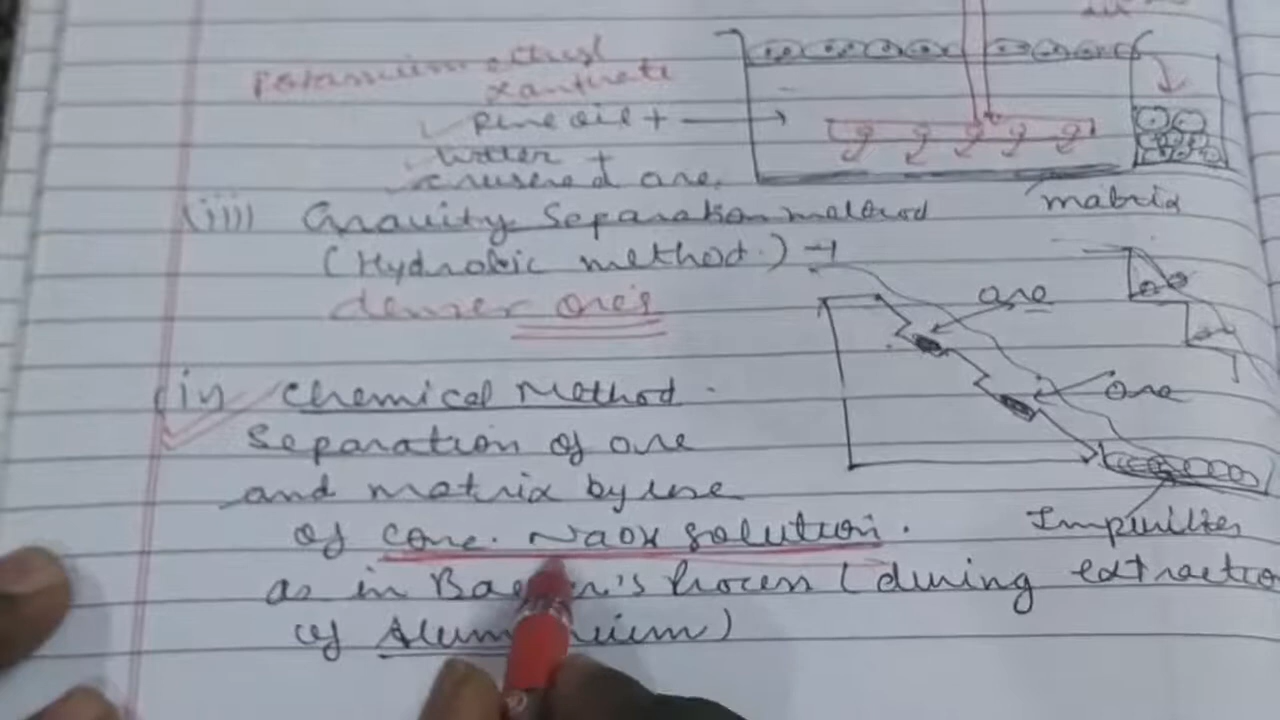 Potassium ethyl
xanthate
Pine oil +
Water +
crushed ore.
(iii) Gravity Separation method
matrix
(Hydrolic method.) -
denser ores
ore
ore
(iv) Chemical Method.
Separation of ore
and matrix by use
of conc. NaOH solution.
Impurities
as in Baeyer's Process (during extractio
of Aluminium)